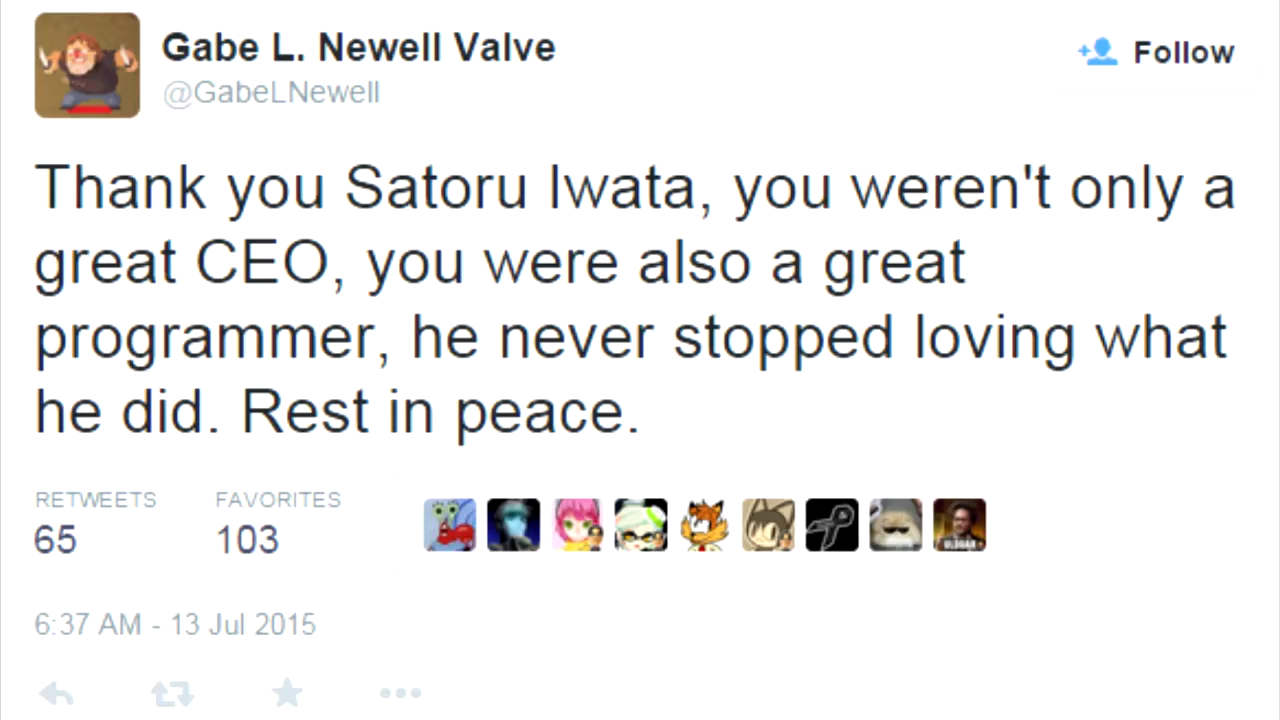 Gabe L. Newell Valve
@GabeLNewell
Follow
Thank you Satoru Iwata, you weren't only a
great CEO, you were also a great
programmer, he never stopped loving what
he did. Rest in peace.
RETWEETS FAVORITES
65 103
6:37 AM - 13 Jul 2015